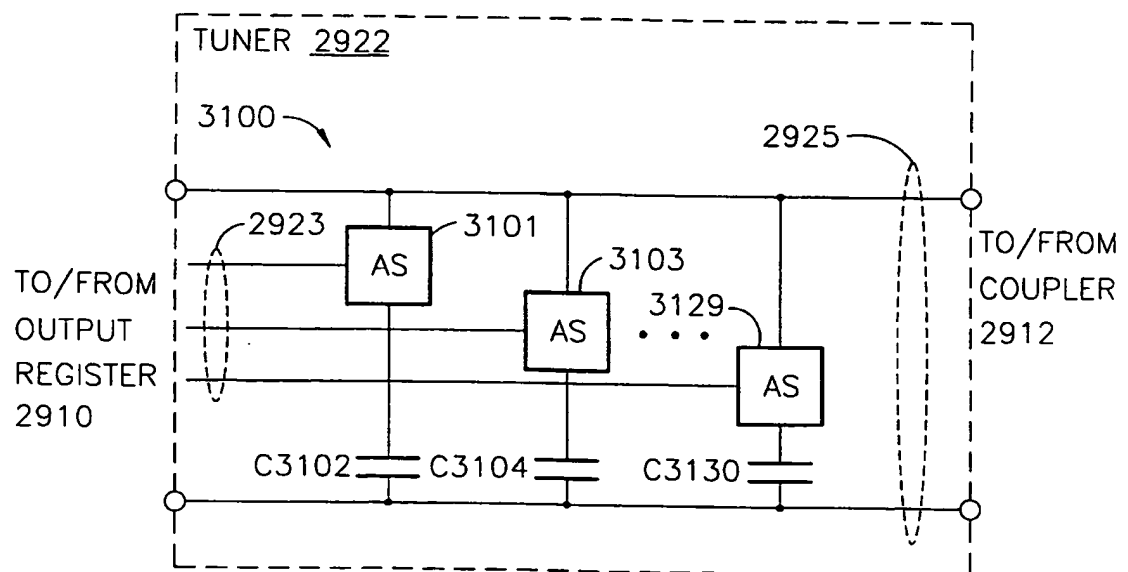 TUNER 2922
3100
2925
2923
3101
AS
3103
AS
3129
AS
TO/FROM
OUTPUT
REGISTER
2910
TO/FROM
COUPLER
2912
C3102
C3104
C3130